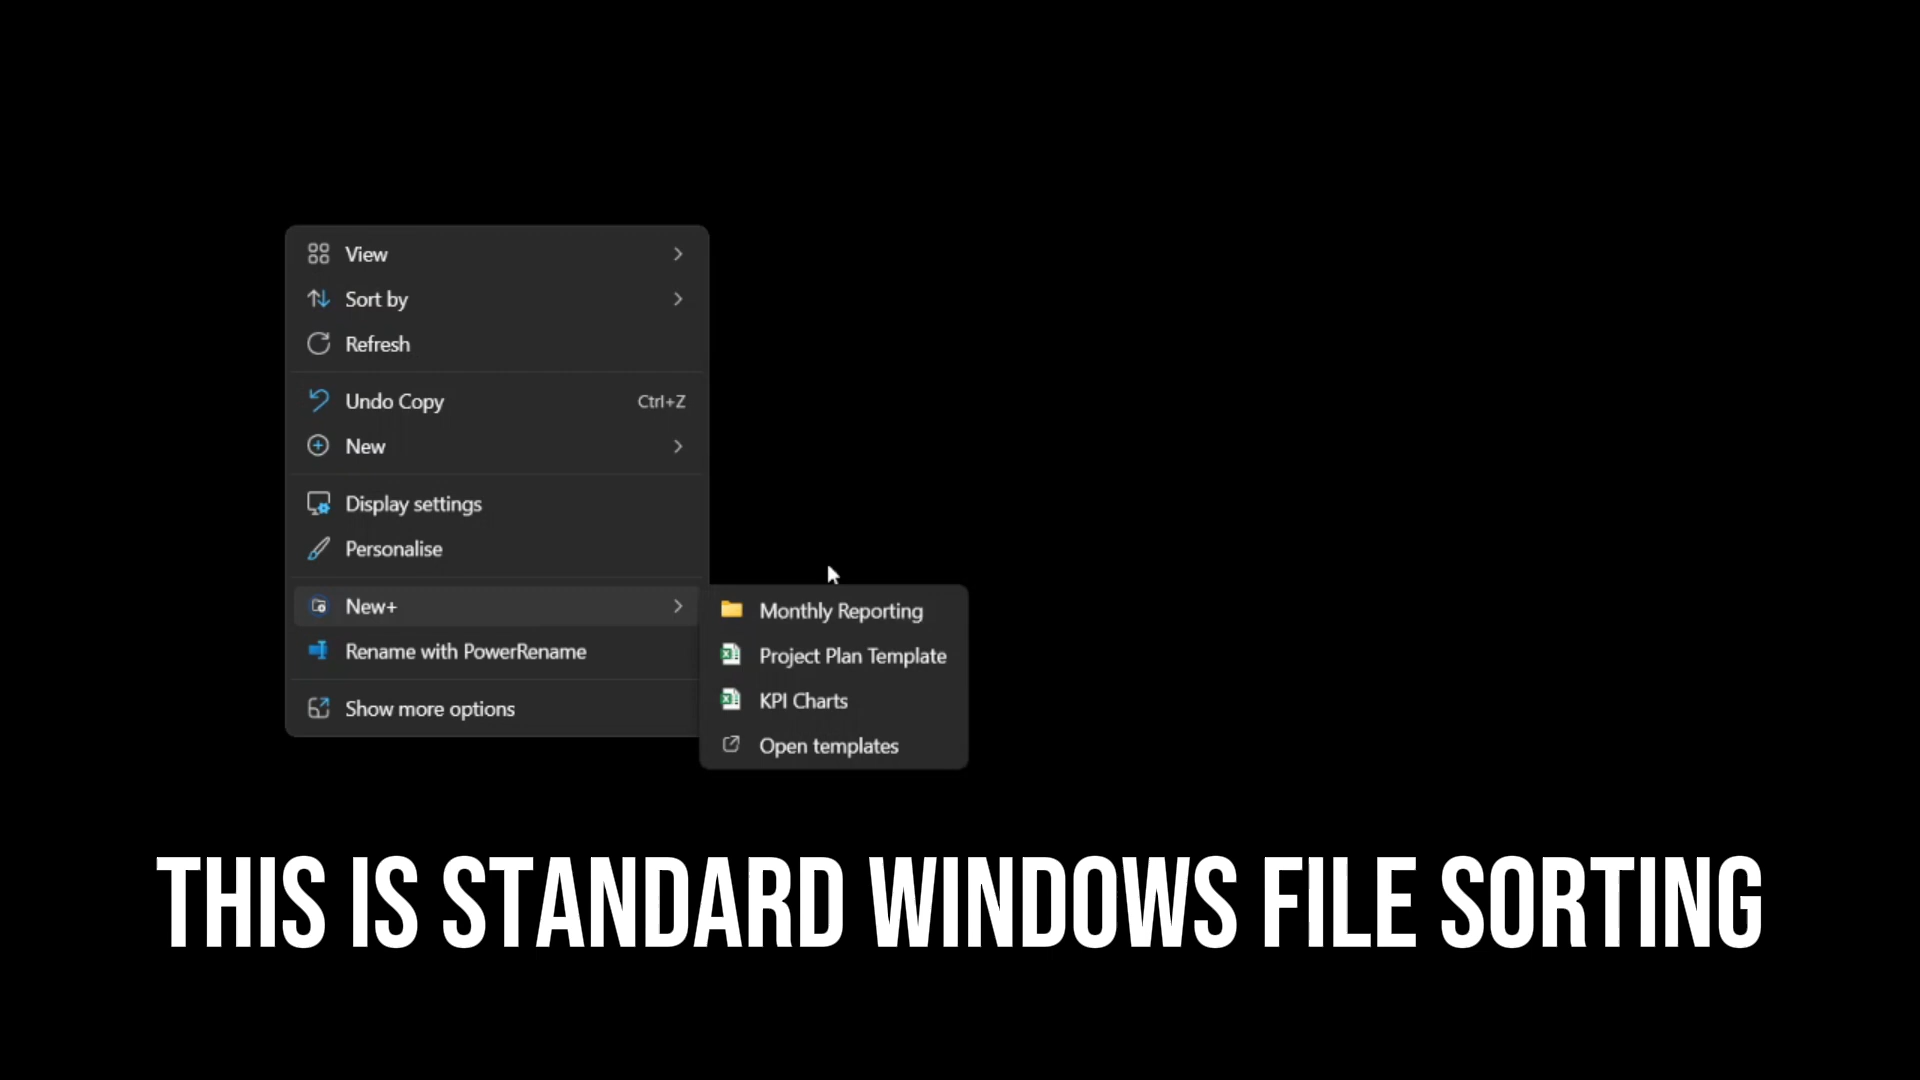 View
Sort by
Refresh
Undo Copy Ctrl+Z
New
Display settings
Personalise
New+
Rename with PowerRename
Show more options
Monthly Reporting
Project Plan Template
KPI Charts
Open templates
THIS IS STANDARD WINDOWS FILE SORTING